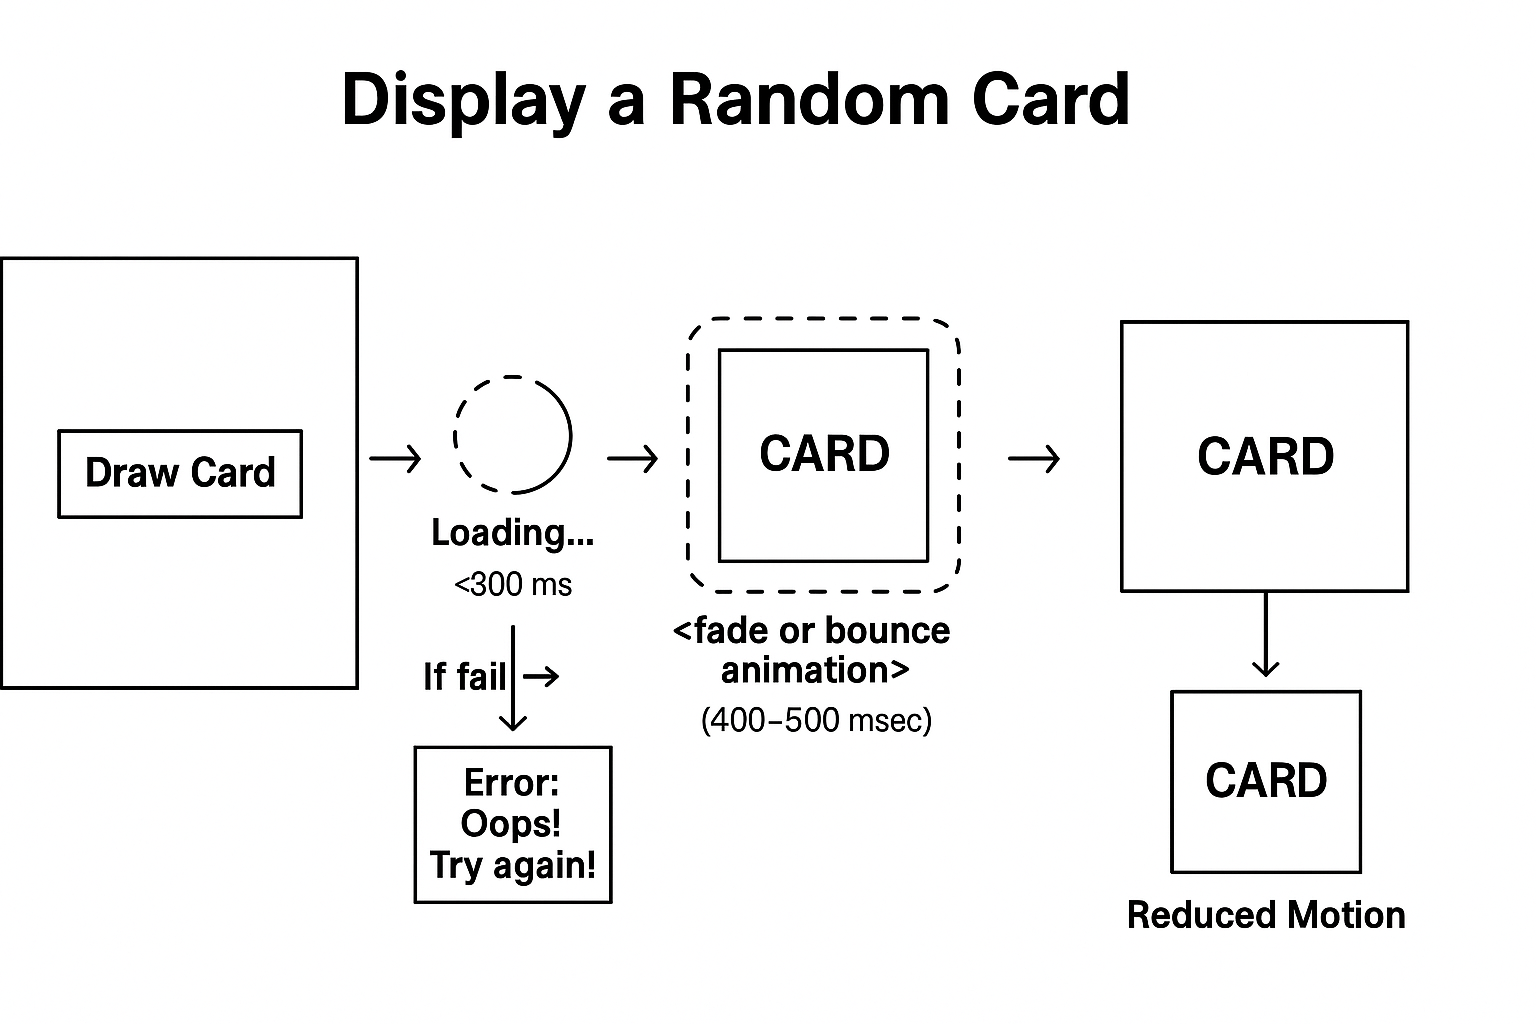 Display a Random Card
Draw Card
Loading...
<300 ms
If fail
Error:
Oops!
Try again!
CARD
<fade or bounce
animation>
(400–500 msec)
CARD
CARD
Reduced Motion